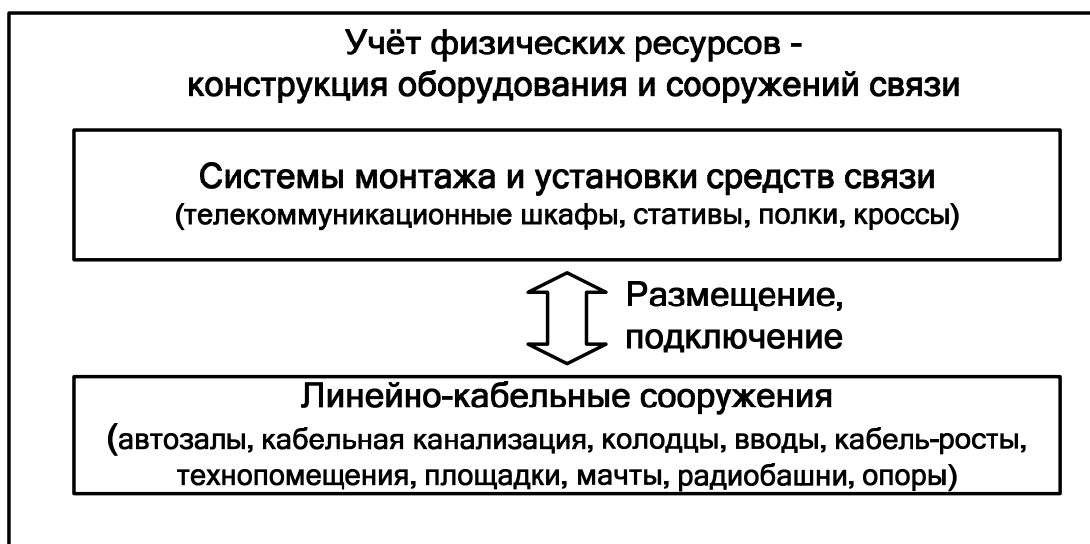 Учёт физических ресурсов -
конструкция оборудования и сооружений связи
Системы монтажа и установки средств связи
(телекоммуникационные шкафы, стативы, полки, кроссы)
Размещение,
подключение
Линейно-кабельные сооружения
(автозалы, кабельная канализация, колодцы, вводы, кабель-росты,
технопомещения, площадки, мачты, радиобашни, опоры)